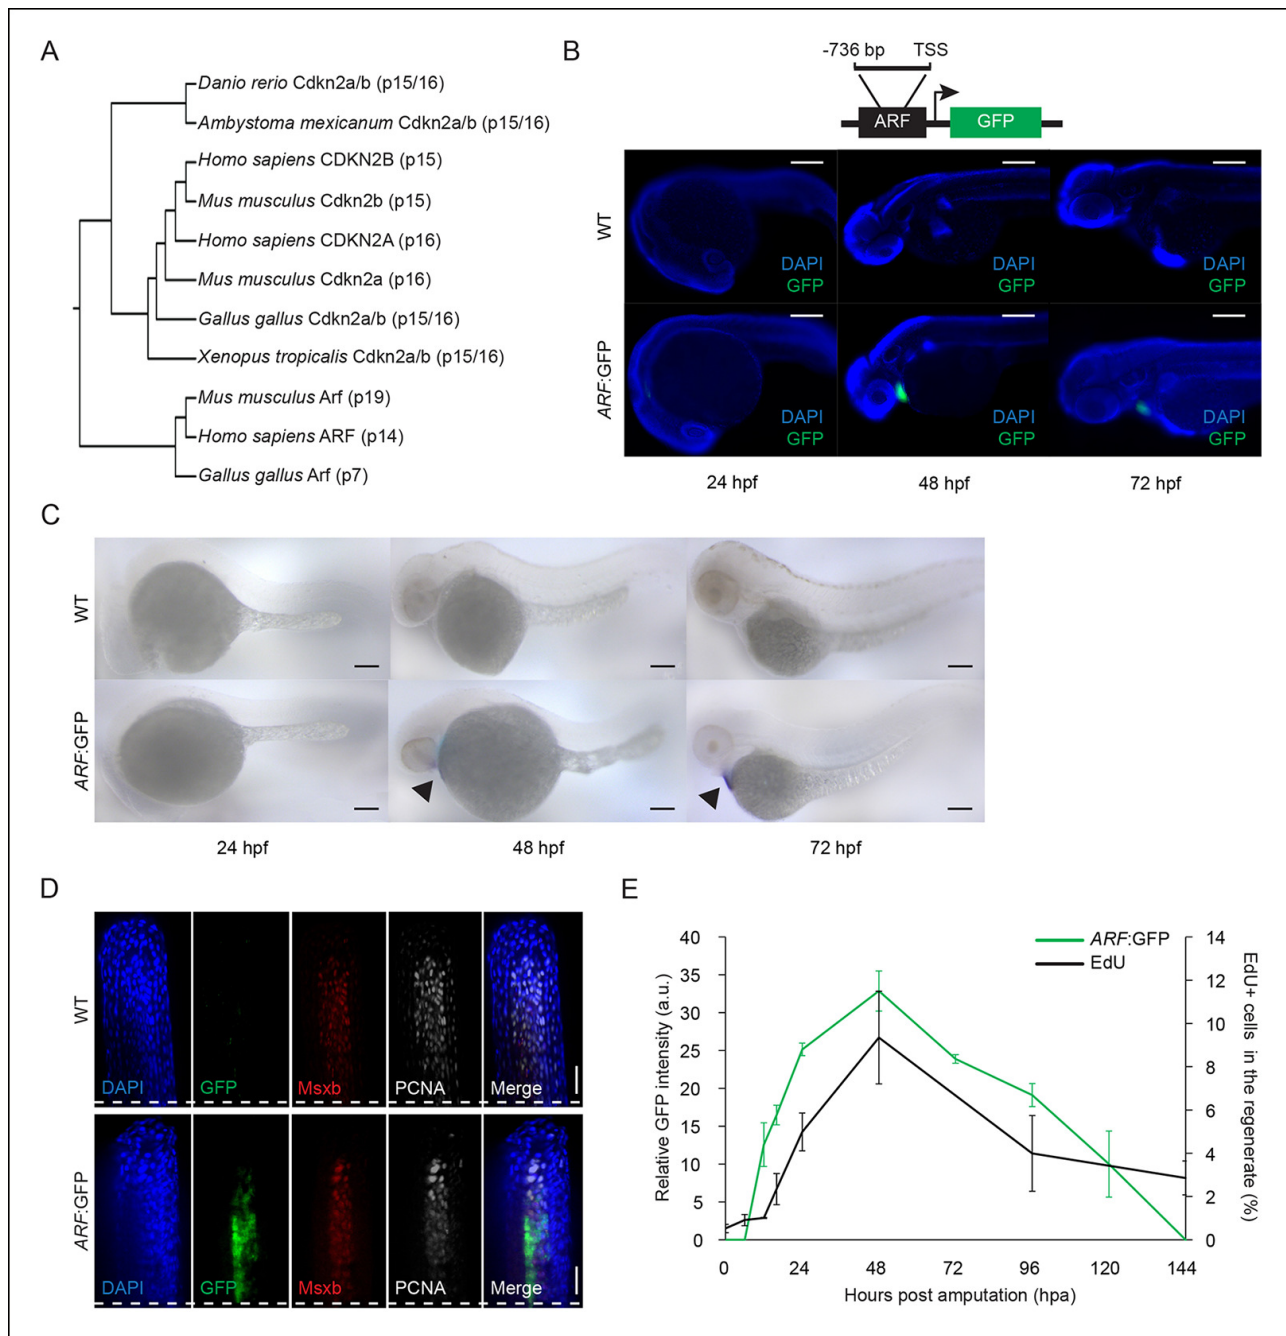 A
Danio rerio Cdkn2a/b (p15/16)
Ambystoma mexicanum Cdkn2a/b (p15/16)
Homo sapiens CDKN2B (p15)
Mus musculus Cdkn2b (p15)
Homo sapiens CDKN2A (p16)
Mus musculus Cdkn2a (p16)
Gallus gallus Cdkn2a/b (p15/16)
Xenopus tropicalis Cdkn2a/b (p15/16)
Mus musculus Arf (p19)
Homo sapiens ARF (p14)
Gallus gallus Arf (p7)
B
-736 bp TSS
ARF GFP
WT
DAPI DAPI DAPI
GFP GFP GFP
ARF:GFP
DAPI DAPI DAPI
GFP GFP GFP
24 hpf 48 hpf 72 hpf
C
WT
ARF:GFP
24 hpf 48 hpf 72 hpf
D
WT
DAPI GFP Msxb PCNA Merge
ARF:GFP
DAPI GFP Msxb PCNA Merge
E
ARF:GFP
EdU
Relative GFP intensity (a.u.)
40
35
30
25
20
15
10
5
0
14
12
10
8
6
4
2
0
EdU+ cells in the regenerate (%)
0 24 48 72 96 120 144
Hours post amputation (hpa)